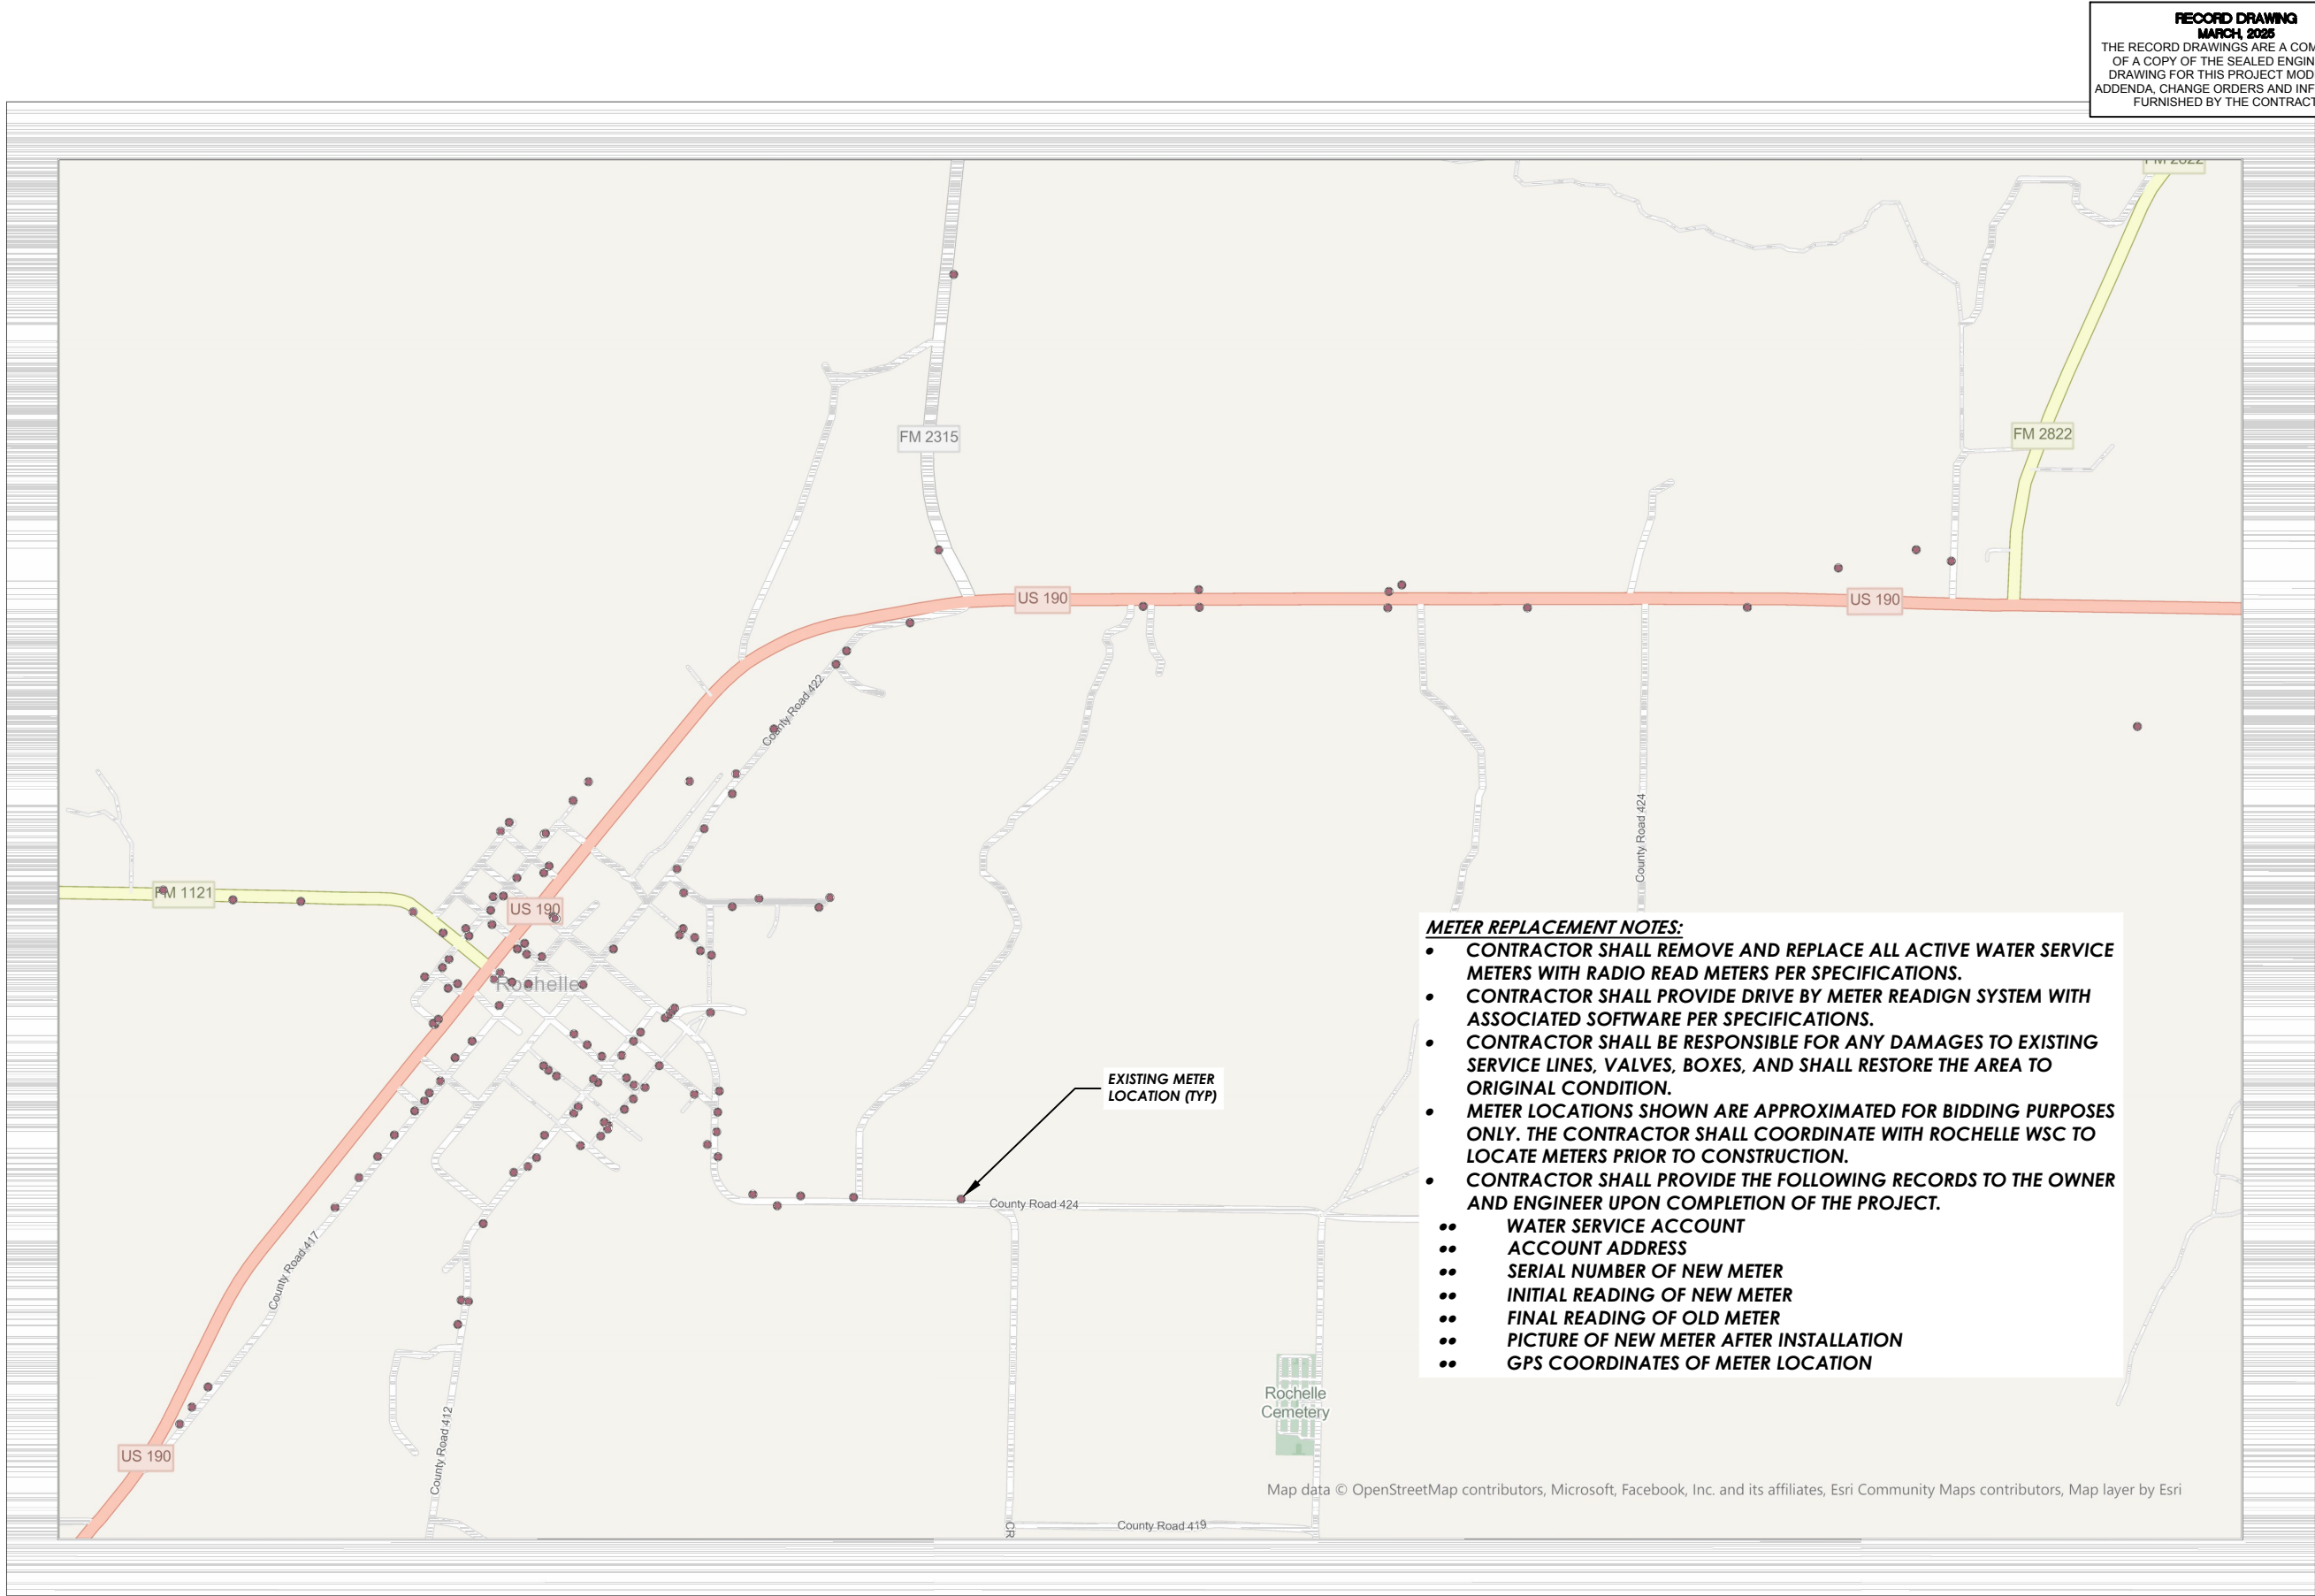 RECORD DRAWING
MARCH, 2025
THE RECORD DRAWINGS ARE A COM
OF A COPY OF THE SEALED ENGIN
DRAWING FOR THIS PROJECT MOD
ADDENDA, CHANGE ORDERS AND INF
FURNISHED BY THE CONTRACT
FM 2822
FM 2315
FM 2822
US 190
US 190
County Road 422
County Road 424
FM 1121
US 190
Rochelle
METER REPLACEMENT NOTES:
• CONTRACTOR SHALL REMOVE AND REPLACE ALL ACTIVE WATER SERVICE
METERS WITH RADIO READ METERS PER SPECIFICATIONS.
• CONTRACTOR SHALL PROVIDE DRIVE BY METER READIGN SYSTEM WITH
ASSOCIATED SOFTWARE PER SPECIFICATIONS.
• CONTRACTOR SHALL BE RESPONSIBLE FOR ANY DAMAGES TO EXISTING
SERVICE LINES, VALVES, BOXES, AND SHALL RESTORE THE AREA TO
ORIGINAL CONDITION.
• METER LOCATIONS SHOWN ARE APPROXIMATED FOR BIDDING PURPOSES
ONLY. THE CONTRACTOR SHALL COORDINATE WITH ROCHELLE WSC TO
LOCATE METERS PRIOR TO CONSTRUCTION.
• CONTRACTOR SHALL PROVIDE THE FOLLOWING RECORDS TO THE OWNER
AND ENGINEER UPON COMPLETION OF THE PROJECT.
•• WATER SERVICE ACCOUNT
•• ACCOUNT ADDRESS
•• SERIAL NUMBER OF NEW METER
•• INITIAL READING OF NEW METER
•• FINAL READING OF OLD METER
•• PICTURE OF NEW METER AFTER INSTALLATION
•• GPS COORDINATES OF METER LOCATION
EXISTING METER
LOCATION (TYP)
County Road 424
County Road 417
Rochelle
Cemetery
County Road 412
US 190
Map data © OpenStreetMap contributors, Microsoft, Facebook, Inc. and its affiliates, Esri Community Maps contributors, Map layer by Esri
CR
County Road 419